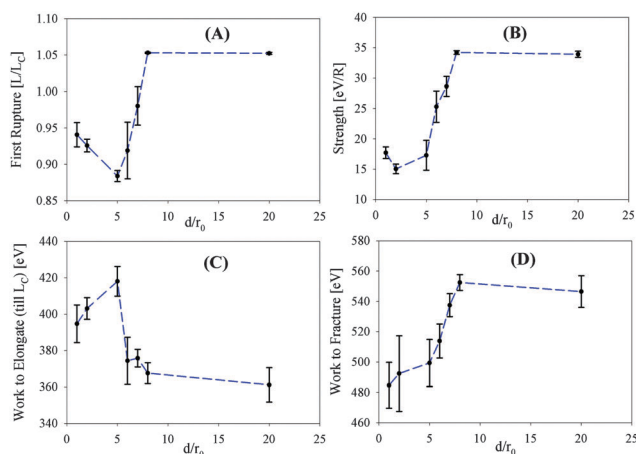 (A)
First Rupture [L/L_C]
1.10
1.05
1.00
0.95
0.90
0.85
0 5 10 15 20 25
d/r_0
(B)
Strength [eV/R]
40
35
30
25
20
15
10
0 5 10 15 20 25
d/r_0
(C)
Work to Elongate (till L_C) [eV]
440
420
400
380
360
340
0 5 10 15 20 25
d/r_0
(D)
Work to Fracture [eV]
580
560
540
520
500
480
460
0 5 10 15 20 25
d/r_0